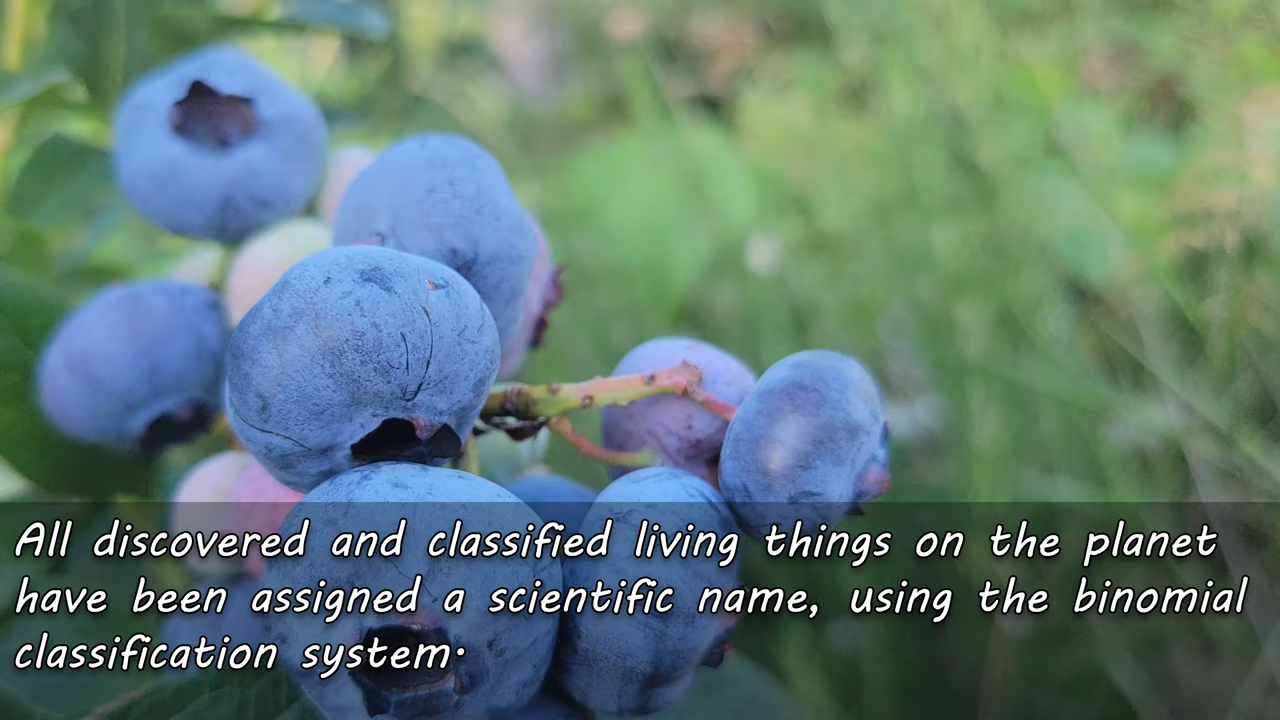 All discovered and classified living things on the planet
have been assigned a scientific name, using the binomial
classification system.